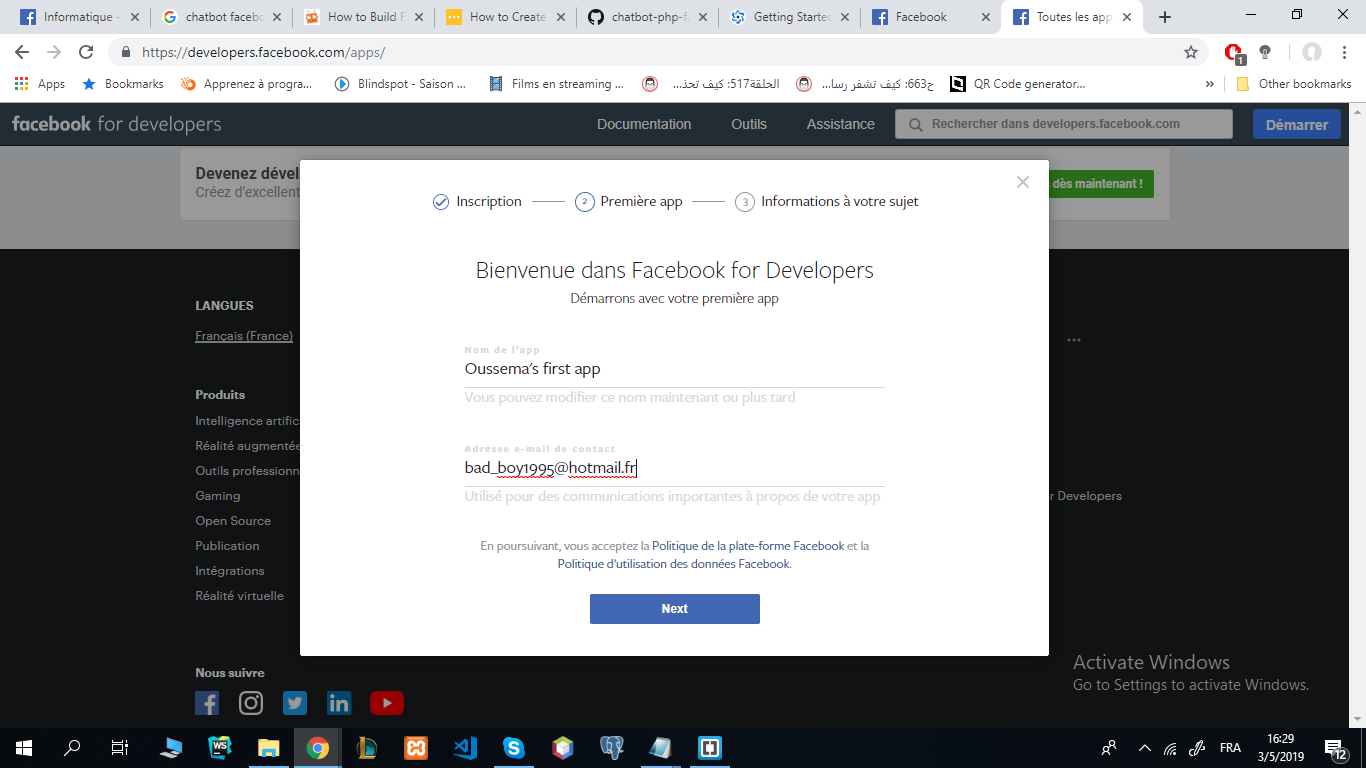 Informatique -
chatbot facebo
How to Build F
How to Create
chatbot-php-fa
Getting Started
Facebook
Toutes les app
https://developers.facebook.com/apps/
1
Apps
Bookmarks
Apprenez à progra...
Blindspot - Saison ...
Films en streaming ...
الحلقة517: كيف تحذ...
ح663: كيف تشفر رسا...
QR Code generator...
»
Other bookmarks
facebook for developers
Documentation
Outils
Assistance
Rechercher dans developers.facebook.com
Démarrer
Devenez dével
Créez d'excellent
dès maintenant !
Inscription
2 Première app
3 Informations à votre sujet
Bienvenue dans Facebook for Developers
Démarrons avec votre première app
Nom de l'app
Oussema's first app
Vous pouvez modifier ce nom maintenant ou plus tard
Adresse e-mail de contact
bad_boy1995@hotmail.fr
Utilisé pour des communications importantes à propos de votre app
En poursuivant, vous acceptez la Politique de la plate-forme Facebook et la
Politique d'utilisation des données Facebook.
Next
LANGUES
Français (France)
...
Produits
Intelligence artific
Réalité augmentée
Outils professionn
Gaming
r Developers
Open Source
Publication
Intégrations
Réalité virtuelle
Nous suivre
Activate Windows
Go to Settings to activate Windows.
WS
FRA
16:29
3/5/2019
12